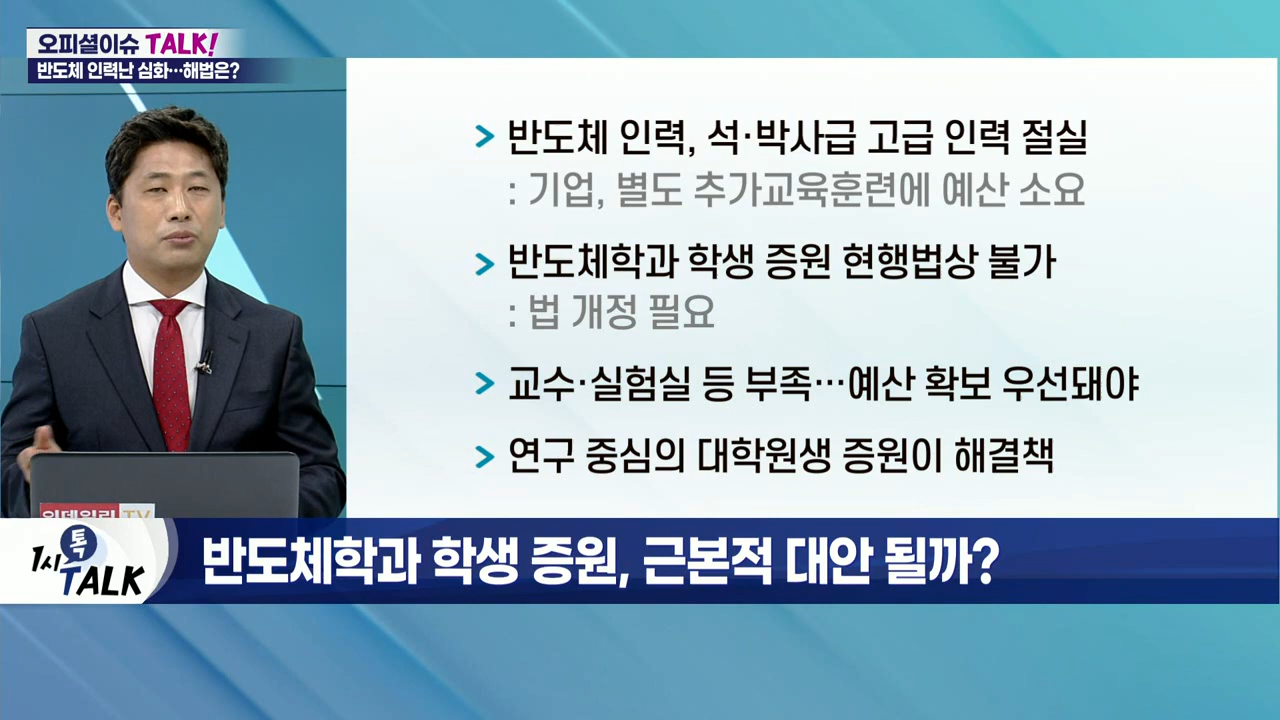 오피셜이슈 TALK!
반도체 인력난 심화…해법은?
> 반도체 인력, 석·박사급 고급 인력 절실
: 기업, 별도 추가교육훈련에 예산 소요
> 반도체학과 학생 증원 현행법상 불가
: 법 개정 필요
> 교수·실험실 등 부족…예산 확보 우선돼야
> 연구 중심의 대학원생 증원이 해결책
이데일리 TV
1시 톡 TALK
반도체학과 학생 증원, 근본적 대안 될까?